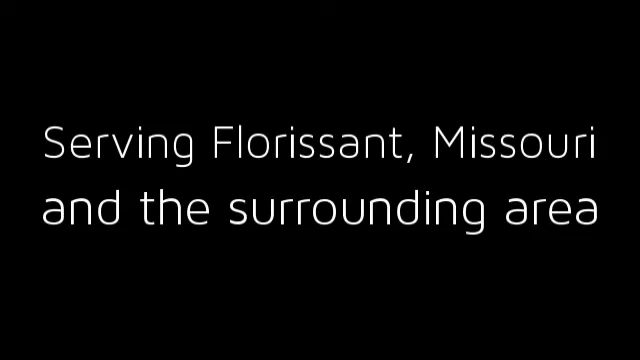 Serving Florissant, Missouri
and the surrounding area